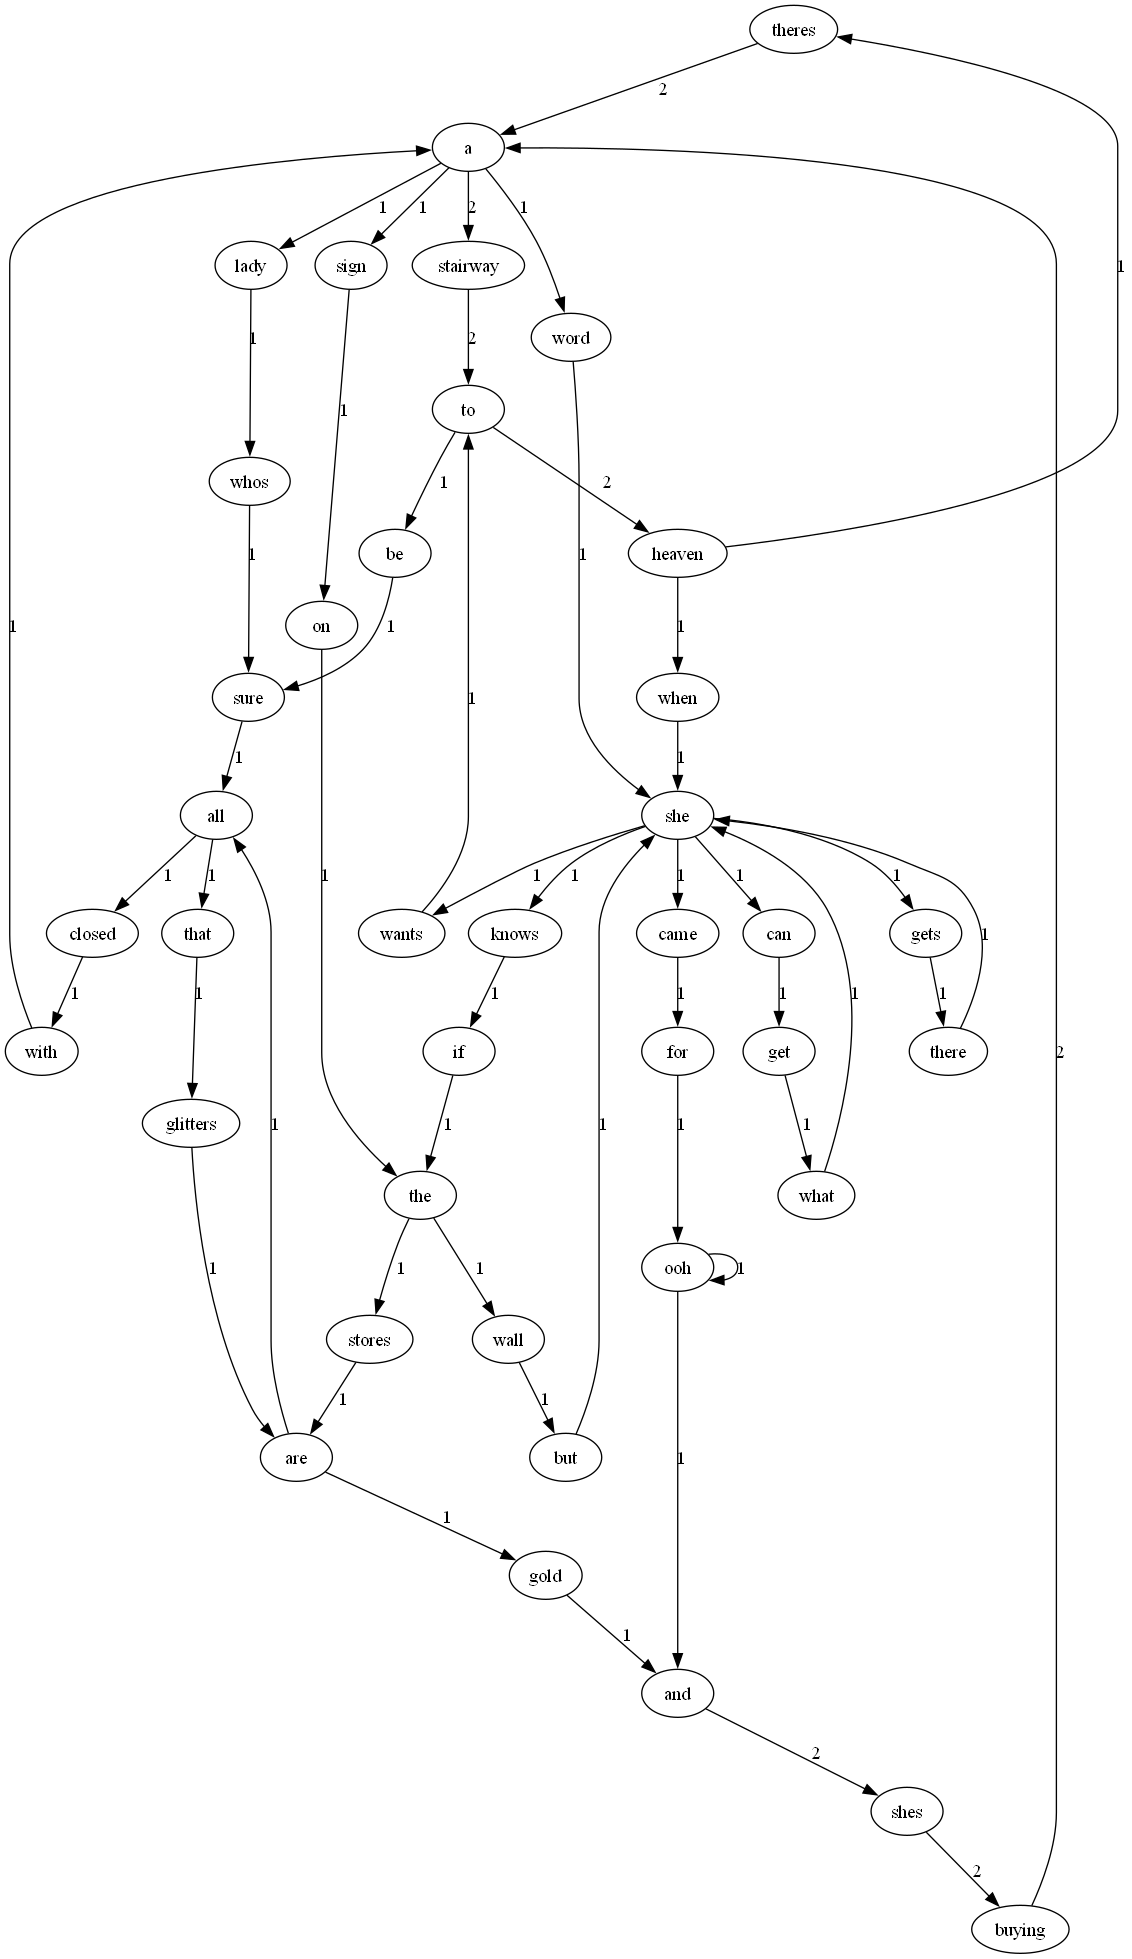 theres
2
a
1 1 2 1
lady sign stairway
1
word
1 2
to
1
whos
1 2
be heaven
1 1
on
1 1
sure when
1 1 1
all she
1 1 1 1 1 1 1
closed that wants knows came can gets
1 1 1 1 1 1 1
with if for get there
2
glitters
1 1 1 1 1
the what
1 1 1
ooh 1
stores wall
1 1
are but
1
1
gold
1
and
2
shes
2
buying